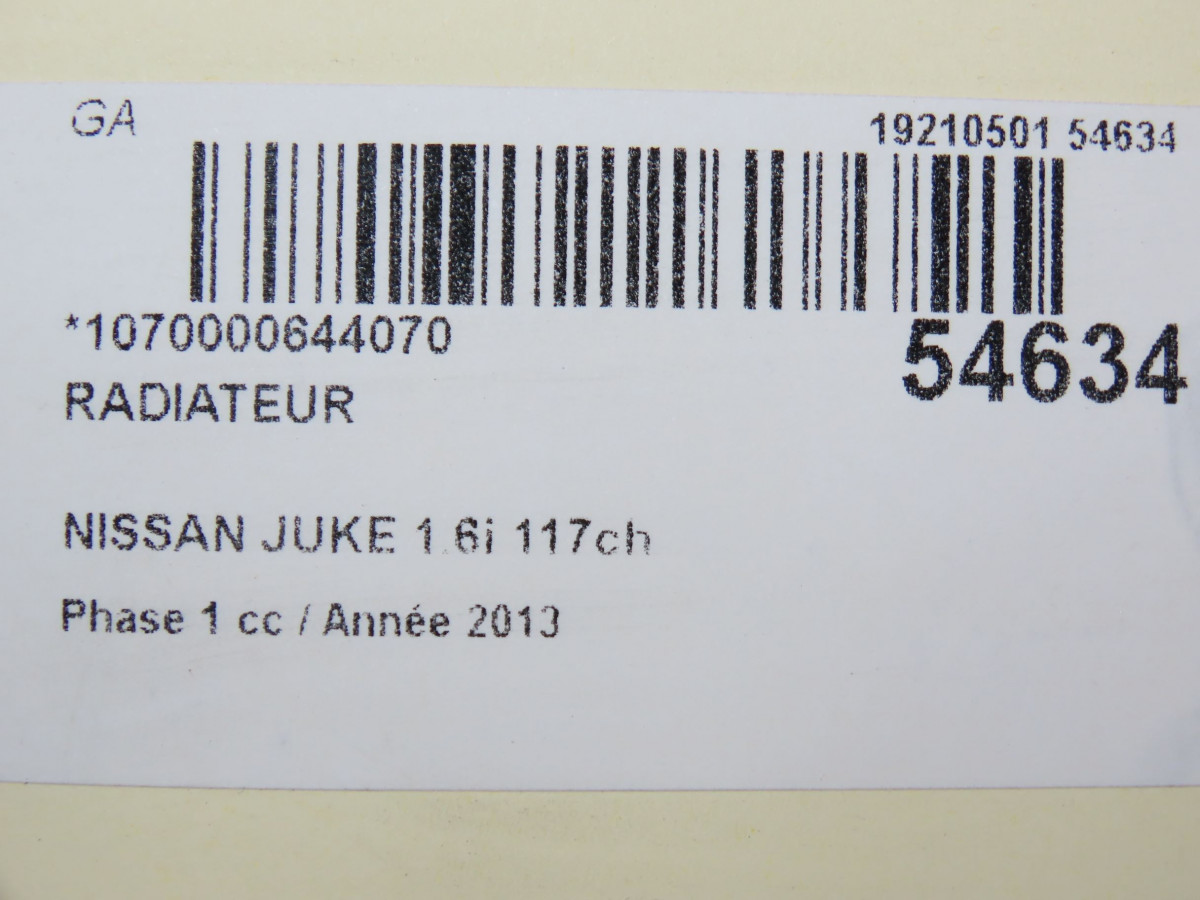 GA
19210501 54634
*1070000644070
54634
RADIATEUR
NISSAN JUKE 1.6i 117ch
Phase 1 cc / Année 2013